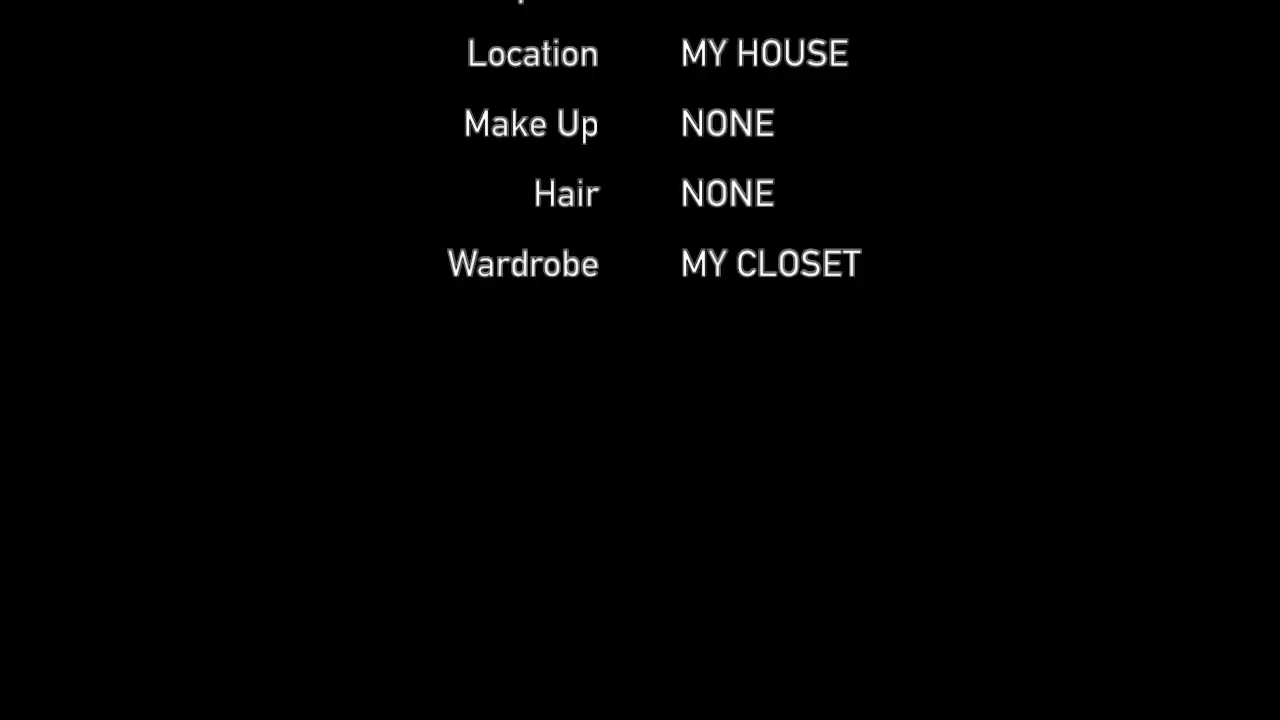 Location MY HOUSE
Make Up NONE
Hair NONE
Wardrobe MY CLOSET